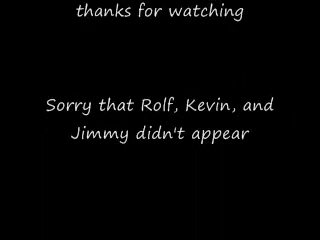 thanks for watching
Sorry that Rolf, Kevin, and
Jimmy didn't appear